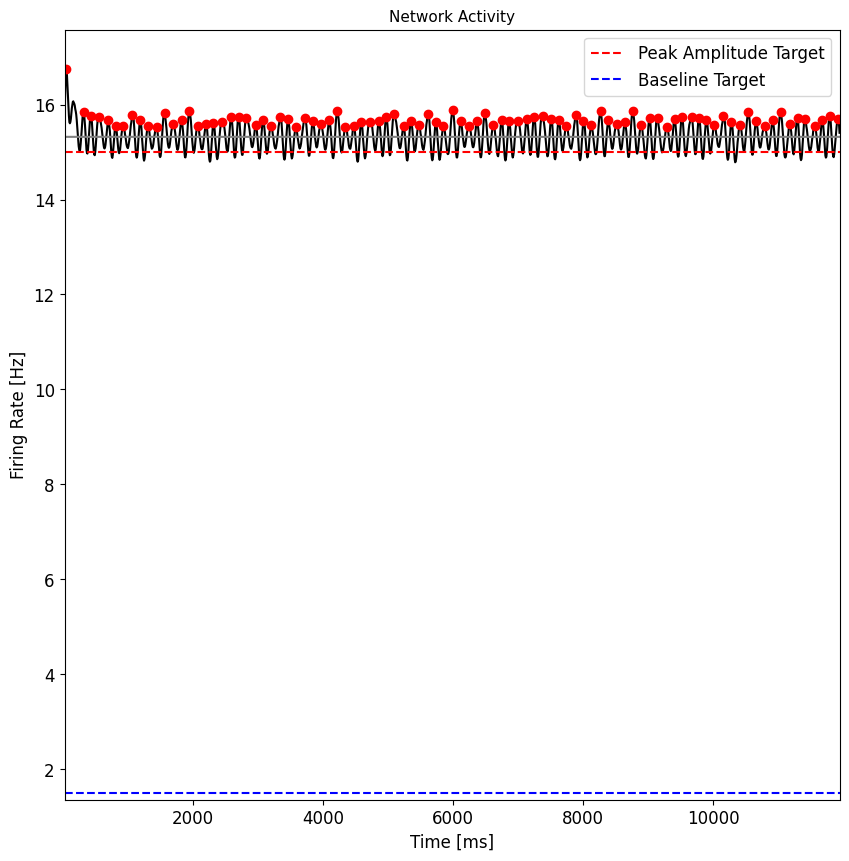 Network Activity
Peak Amplitude Target
Baseline Target
16
14
12
10
8
6
4
2
Firing Rate [Hz]
2000 4000 6000 8000 10000
Time [ms]